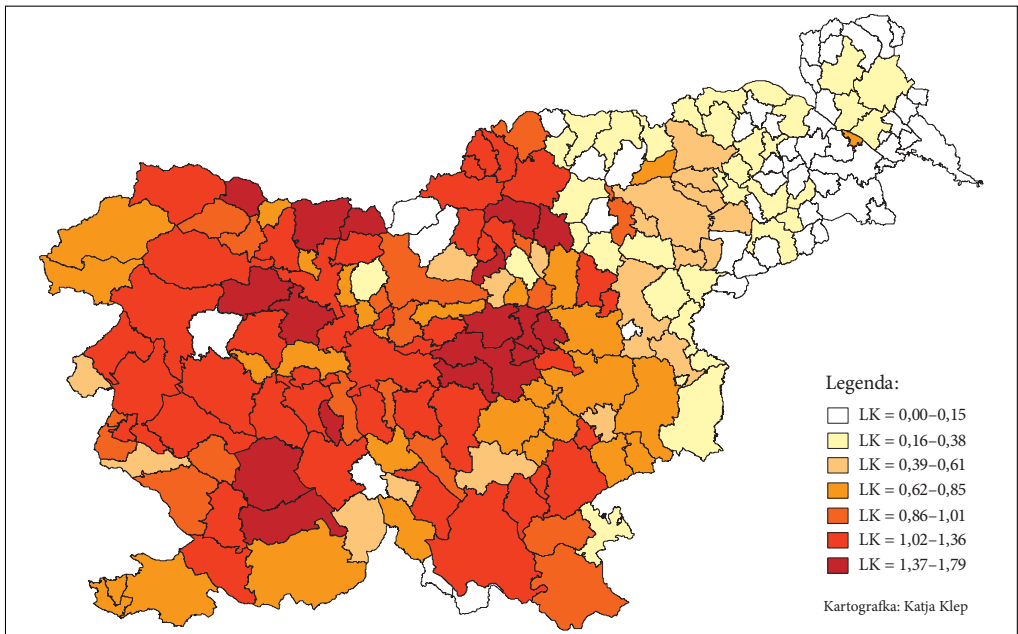 Legenda:
LK = 0,00–0,15
LK = 0,16–0,38
LK = 0,39–0,61
LK = 0,62–0,85
LK = 0,86–1,01
LK = 1,02–1,36
LK = 1,37–1,79
Kartografka: Katja Klep